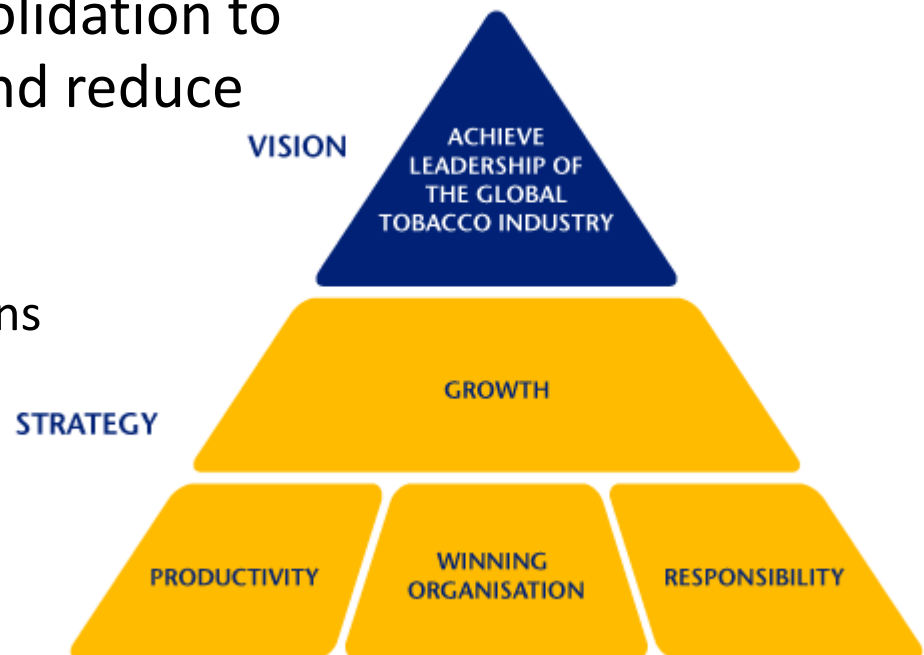 olidation to
nd reduce
VISION
ACHIEVE
LEADERSHIP OF
THE GLOBAL
TOBACCO INDUSTRY
ns
GROWTH
STRATEGY
PRODUCTIVITY
WINNING
ORGANISATION
RESPONSIBILITY